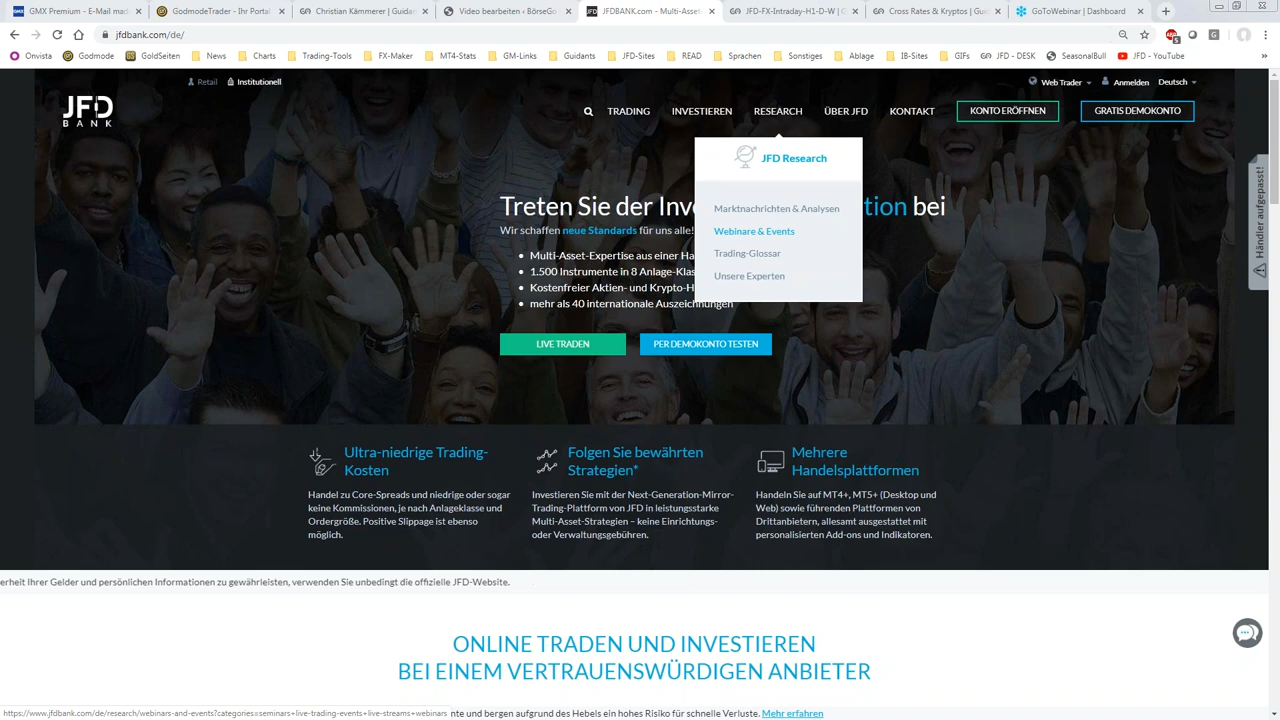 GMX Premium – E-Mail mad
GodmodeTrader - Ihr Portal
Christian Kämmerer | Guidan
Video bearbeiten ‹ BörseGo
JFDBANK.com - Multi-Asset
JFD-FX-Intraday-H1-D-W | G
Cross Rates & Kryptos | Guid
GoToWebinar | Dashboard
jfdbank.com/de/
Onvista
Godmode
GoldSeiten
News
Charts
Trading-Tools
FX-Maker
MT4-Stats
GM-Links
Guidants
JFD-Sites
READ
Sprachen
Sonstiges
Ablage
IB-Sites
GIFs
JFD - DESK
SeasonalBull
JFD - YouTube
Retail
Institutionell
Web Trader
Anmelden
Deutsch
JFD
BANK
TRADING
INVESTIEREN
RESEARCH
ÜBER JFD
KONTAKT
KONTO ERÖFFNEN
GRATIS DEMOKONTO
JFD Research
Marktnachrichten & Analysen
Webinare & Events
Trading-Glossar
Unsere Experten
Händler aufgepasst!
Treten Sie der Inve tion bei
Wir schaffen neue Standards für uns alle!
Multi-Asset-Expertise aus einer Ha
1.500 Instrumente in 8 Anlage-Klas
Kostenfreier Aktien- und Krypto-H
mehr als 40 internationale Auszeichnungen
LIVE TRADEN
PER DEMOKONTO TESTEN
Ultra-niedrige Trading-
Kosten
Handel zu Core-Spreads und niedrige oder sogar
keine Kommissionen, je nach Anlageklasse und
Ordergröße. Positive Slippage ist ebenso
möglich.
Folgen Sie bewährten
Strategien*
Investieren Sie mit der Next-Generation-Mirror-
Trading-Plattform von JFD in leistungsstarke
Multi-Asset-Strategien – keine Einrichtungs-
oder Verwaltungsgebühren.
Mehrere
Handelsplattformen
Handeln Sie auf MT4+, MT5+ (Desktop und
Web) sowie führenden Plattformen von
Drittanbietern, allesamt ausgestattet mit
personalisierten Add-ons und Indikatoren.
erheit Ihrer Gelder und persönlichen Informationen zu gewährleisten, verwenden Sie unbedingt die offizielle JFD-Website.
ONLINE TRADEN UND INVESTIEREN
BEI EINEM VERTRAUENSWÜRDIGEN ANBIETER
https://www.jfdbank.com/de/research/webinars-and-events?categories=seminars+live-trading-events+live-streams+webinars
nte und bergen aufgrund des Hebels ein hohes Risiko für schnelle Verluste. Mehr erfahren